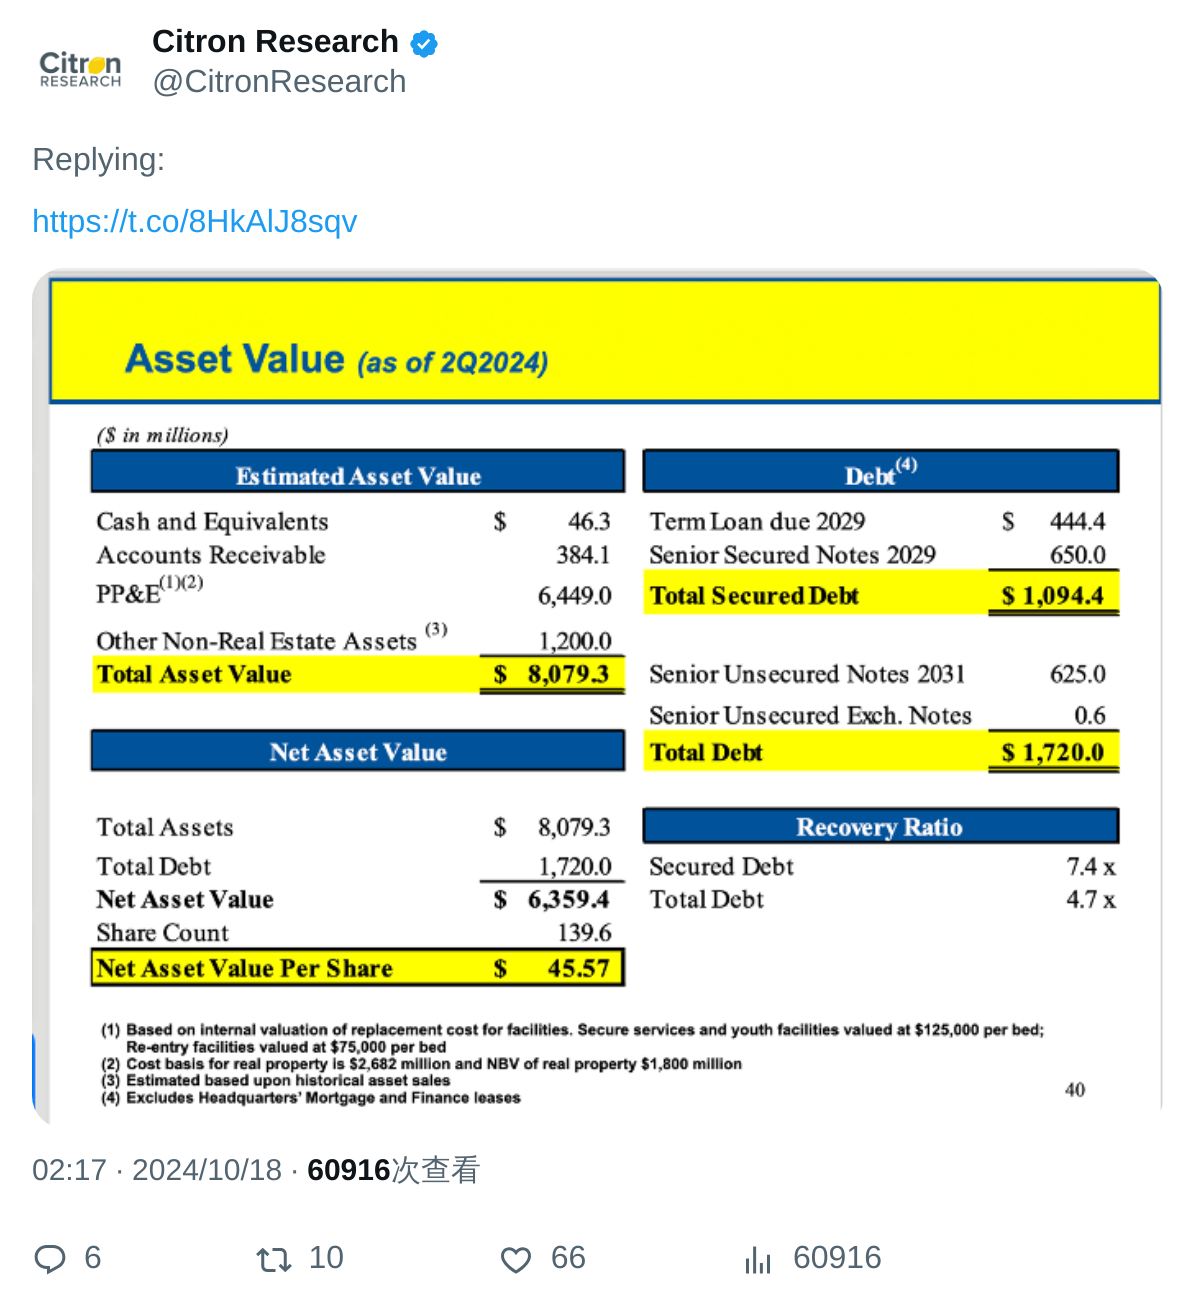 Citron
RESEARCH
Citron Research
@CitronResearch
Replying:
https://t.co/8HkAlJ8sqv
Asset Value (as of 2Q2024)
($ in millions)
Estimated Asset Value
Cash and Equivalents $ 46.3
Accounts Receivable 384.1
PP&E(1)(2) 6,449.0
Other Non-Real Estate Assets (3) 1,200.0
Total Asset Value $ 8,079.3
Net Asset Value
Total Assets $ 8,079.3
Total Debt 1,720.0
Net Asset Value $ 6,359.4
Share Count 139.6
Net Asset Value Per Share $ 45.57
Debt(4)
Term Loan due 2029 $ 444.4
Senior Secured Notes 2029 650.0
Total Secured Debt $ 1,094.4
Senior Unsecured Notes 2031 625.0
Senior Unsecured Exch. Notes 0.6
Total Debt $ 1,720.0
Recovery Ratio
Secured Debt 7.4 x
Total Debt 4.7 x
(1) Based on internal valuation of replacement cost for facilities. Secure services and youth facilities valued at $125,000 per bed;
Re-entry facilities valued at $75,000 per bed
(2) Cost basis for real property is $2,682 million and NBV of real property $1,800 million
(3) Estimated based upon historical asset sales
(4) Excludes Headquarters' Mortgage and Finance leases
40
02:17 · 2024/10/18 · 60916次查看
6 10 66 60916